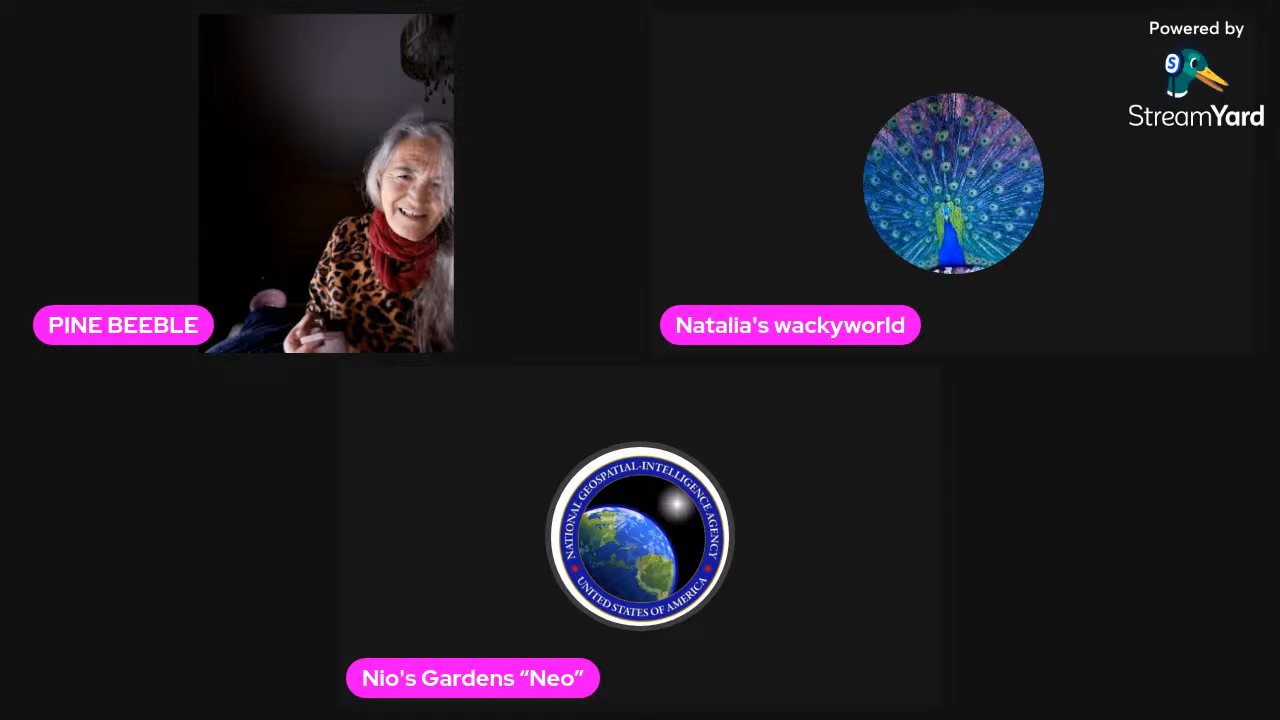 Powered by
StreamYard
PINE BEEBLE
Natalia's wackyworld
NATIONAL GEOSPATIAL-INTELLIGENCE AGENCY
UNITED STATES OF AMERICA
Nio's Gardens “Neo”